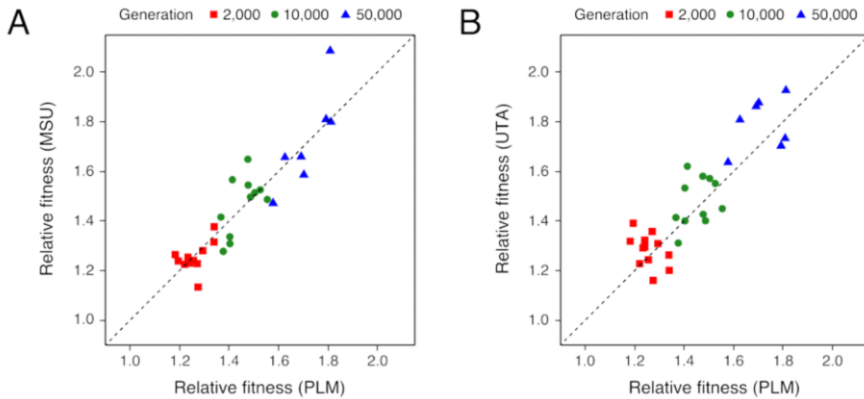 A
Generation 2,000 10,000 50,000
Relative fitness (MSU)
2.0
1.8
1.6
1.4
1.2
1.0
1.0 1.2 1.4 1.6 1.8 2.0
Relative fitness (PLM)
B
Generation 2,000 10,000 50,000
Relative fitness (UTA)
2.0
1.8
1.6
1.4
1.2
1.0
1.0 1.2 1.4 1.6 1.8 2.0
Relative fitness (PLM)